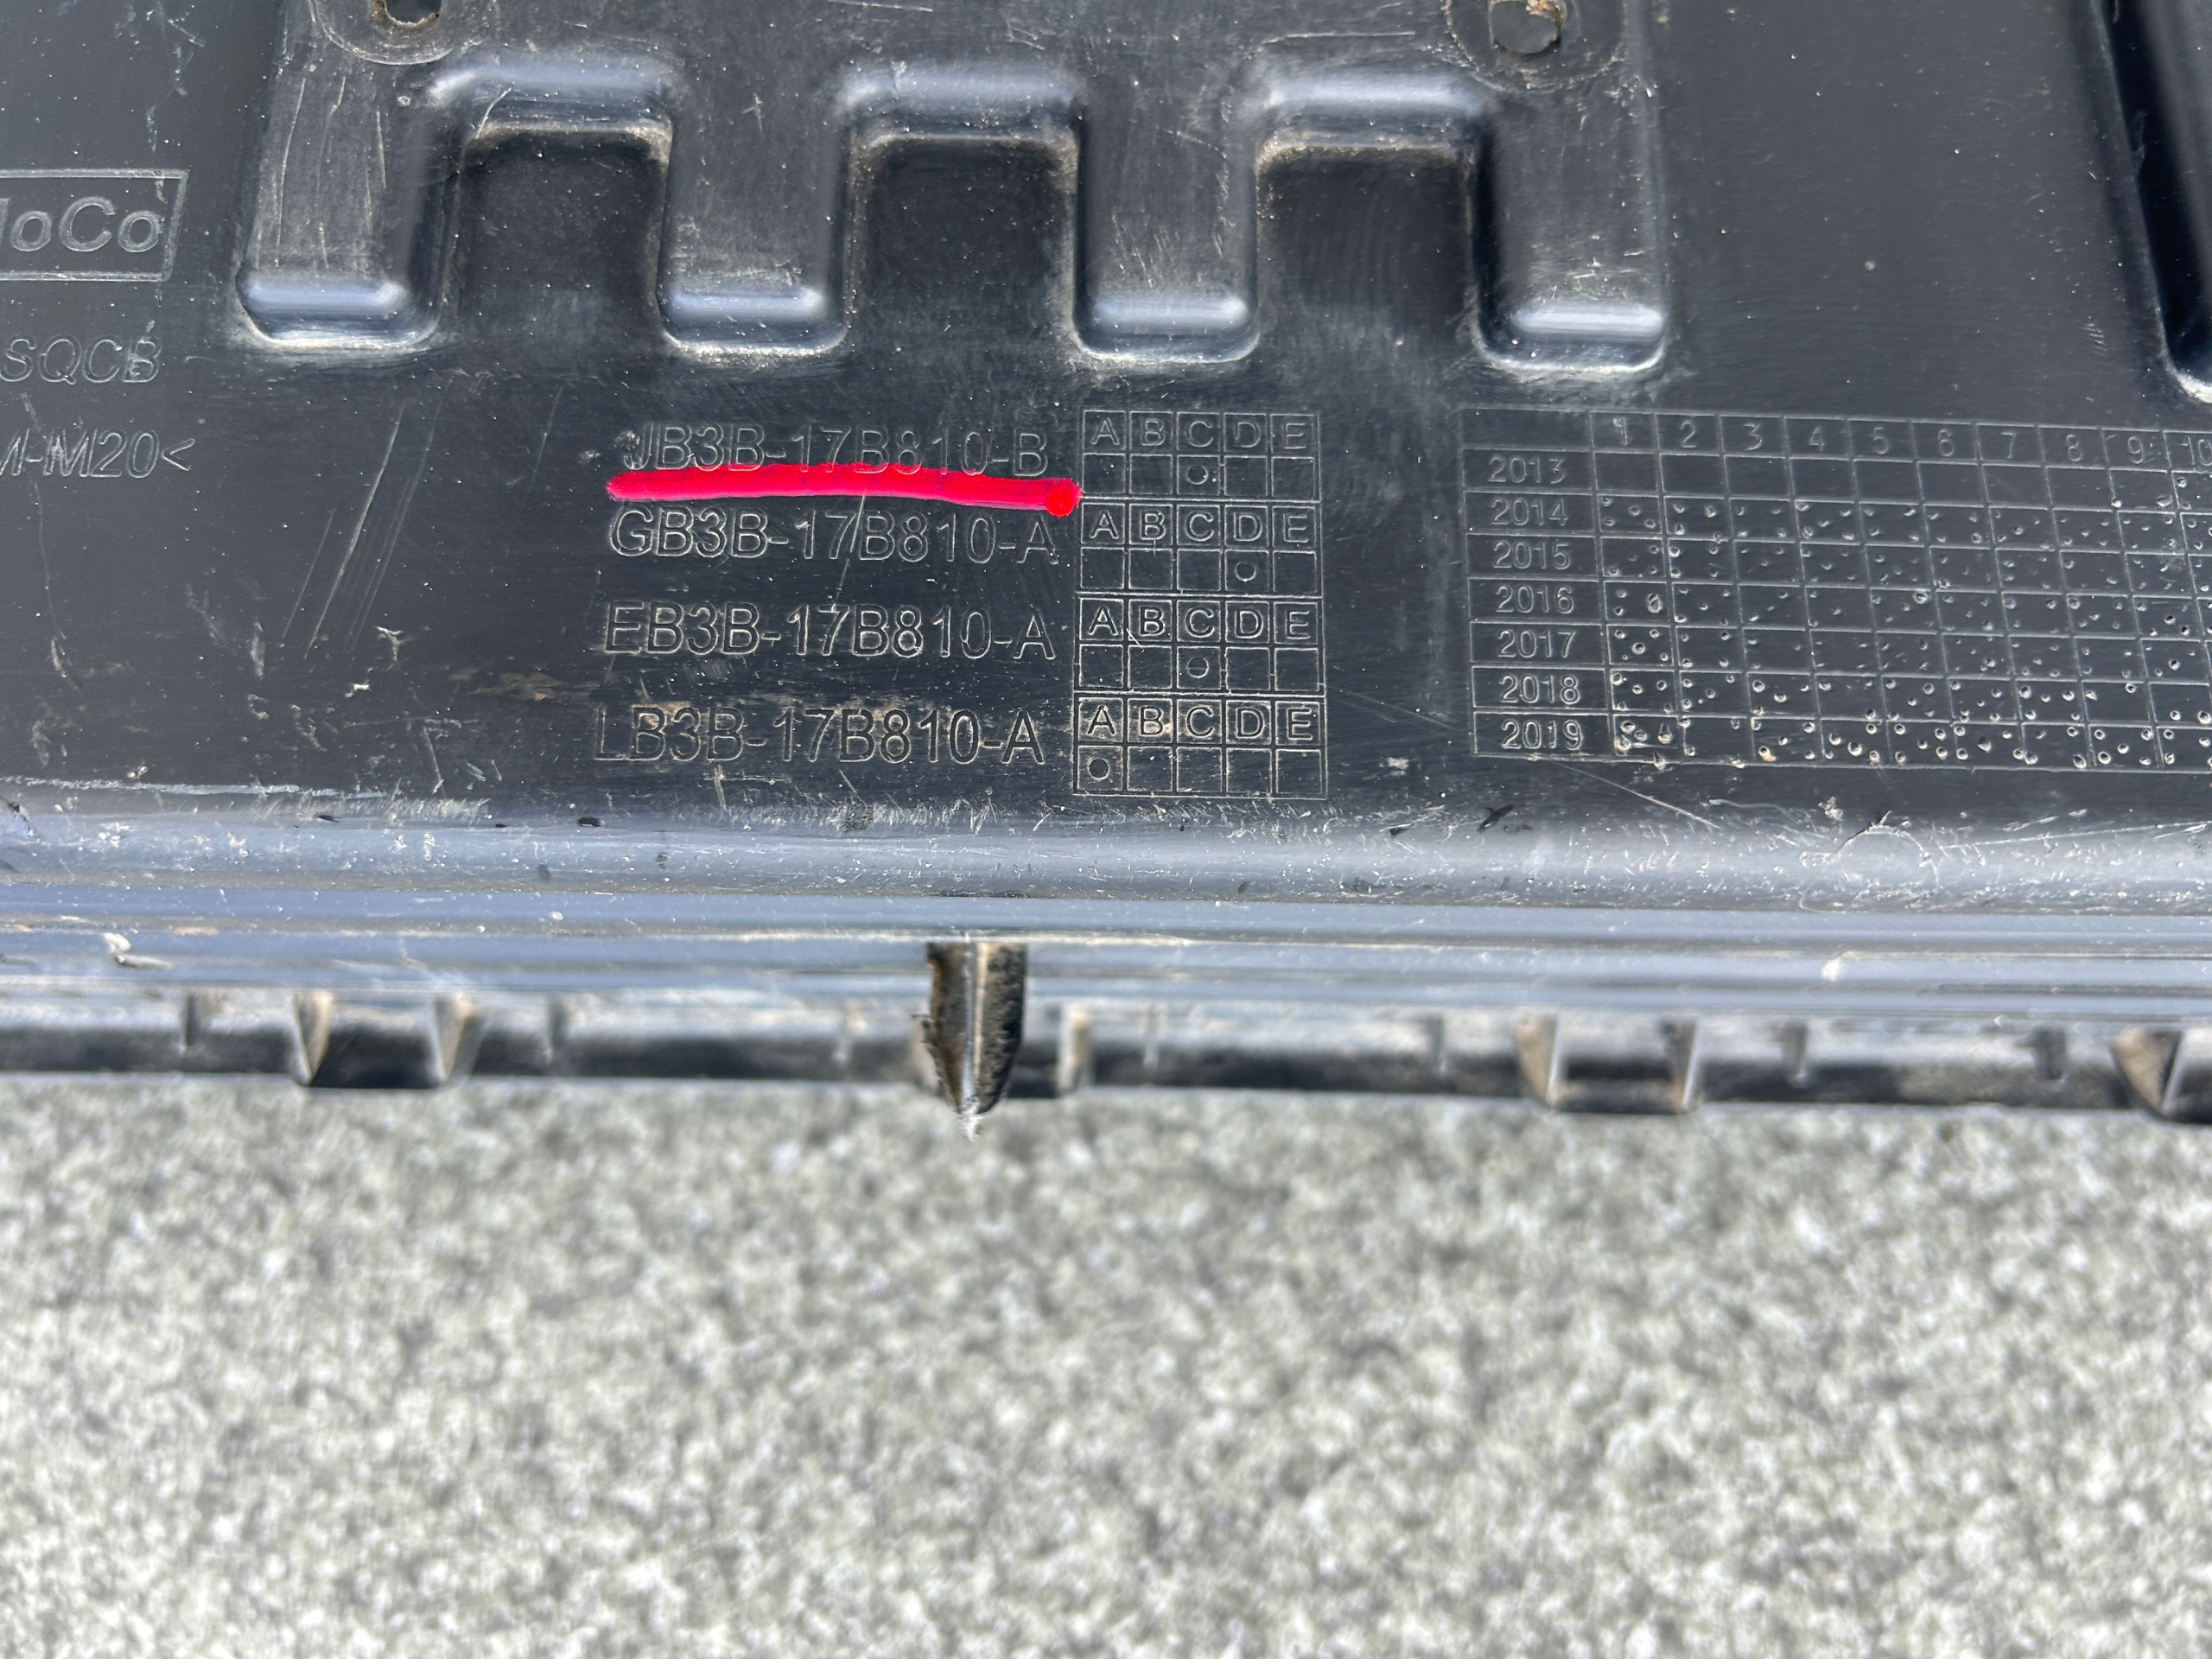 MoCo
SQCB
M-M20<
JB3B-17B810-B
A B C D E
GB3B-17B810-A
A B C D E
EB3B-17B810-A
A B C D E
LB3B-17B810-A
A B C D E
1 2 3 4 5 6 7 8 9 10
2013
2014
2015
2016
2017
2018
2019